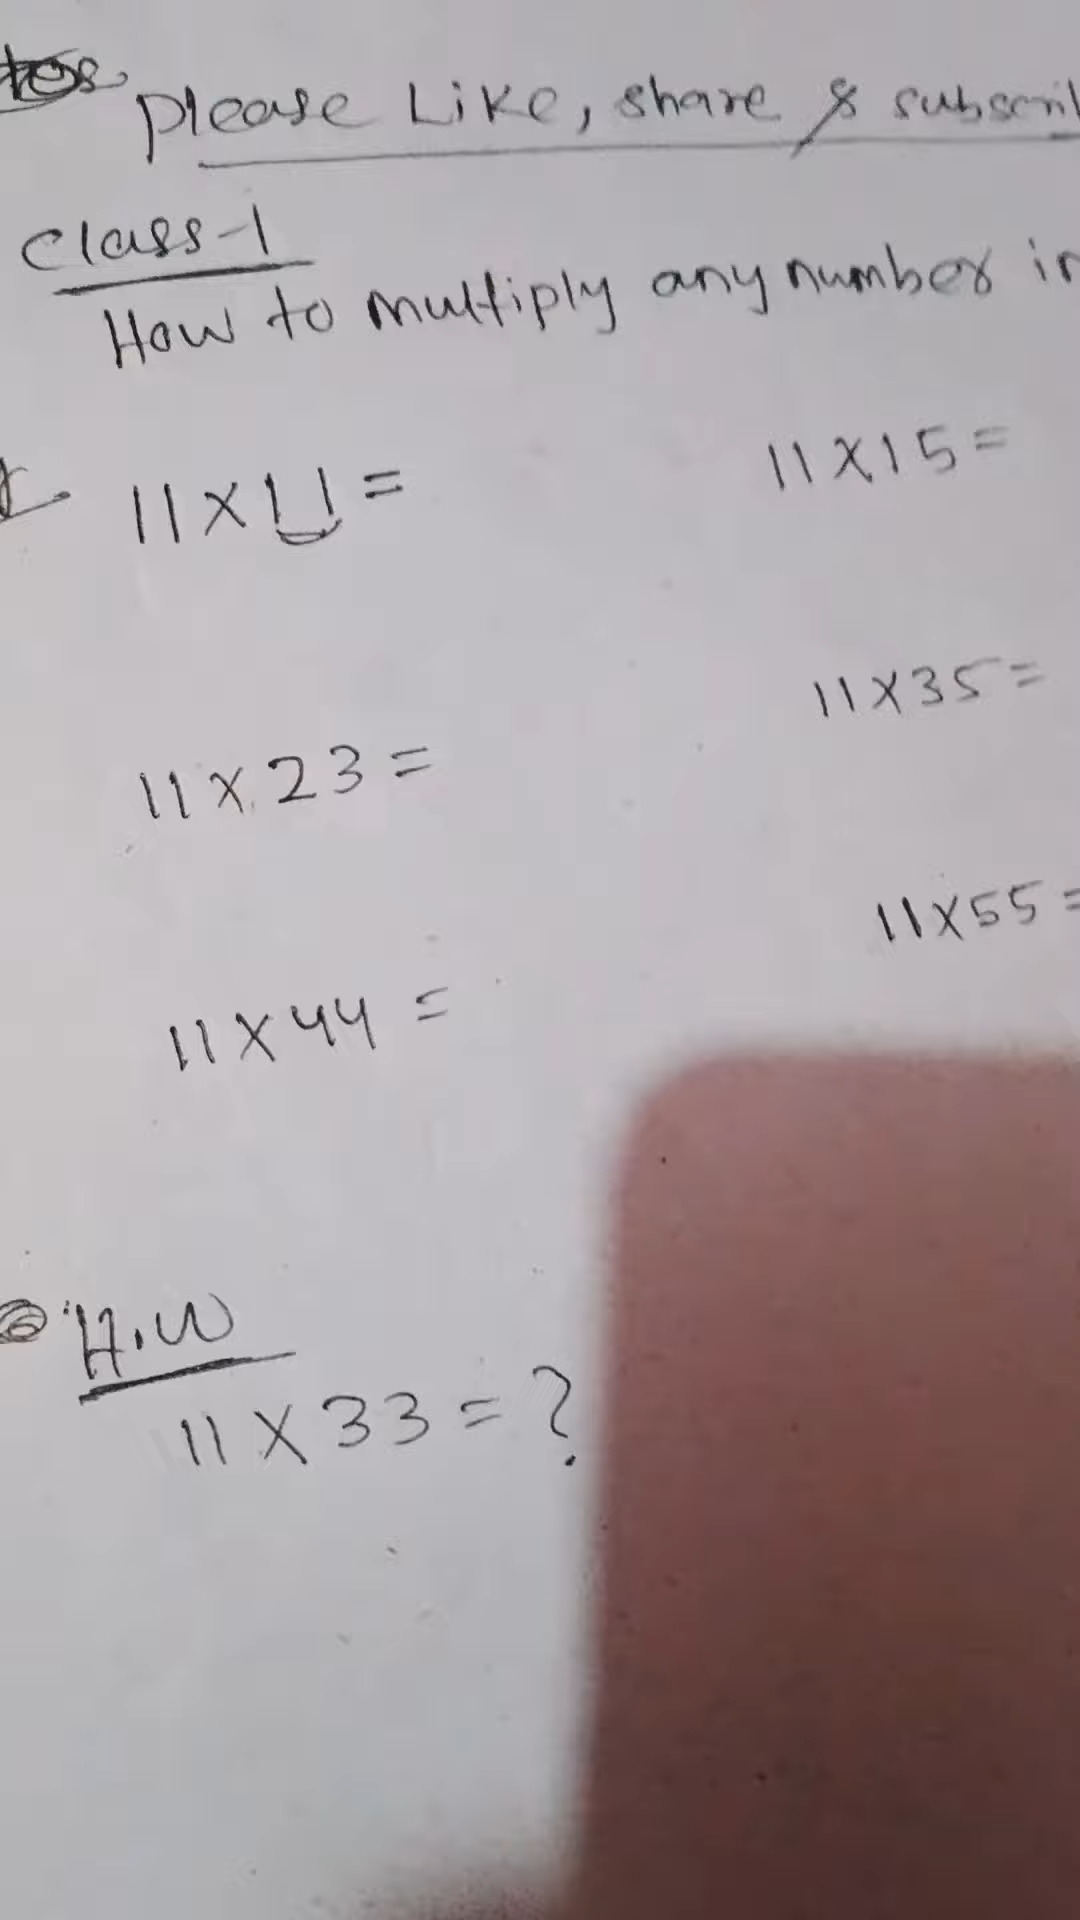 Please Like, share & subscri
Class-1
How to multiply any number in
11 X 11 =
11 X 15 =
11 X 23 =
11 X 35 =
11 X 44 =
11 X 55 =
H.W
11 X 33 = ?